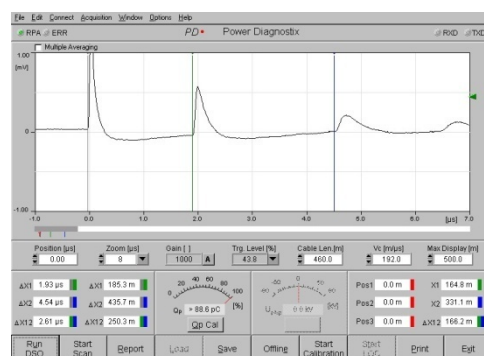 File Edit Connect Acquisition Window Options Help
RPA ERR PD Power Diagnostix RXD TXD
Multiple Averaging
1.00
[mV]
0
-1.00
-1.0 0.0 1.0 2.0 3.0 4.0 5.0 6.0 [µs] 7.0
Position [µs] Zoom [µs] Gain [ ] Trg. Level [%] Cable Len.[m] Vc [m/µs] Max Display [m]
0.00 8 1000 A 43.8 460.0 192.0 500.0
ΔX1 1.93 µs ΔX1 185.3 m 0 20 40 60 80 100 [%] [kV] Pos1 0.0 m X1 164.8 m
ΔX2 4.54 µs ΔX2 435.7 m Qp > 88.6 pC 0.0 kV Pos2 0.0 m X2 331.1 m
ΔX12 2.61 µs ΔX12 250.3 m Qp Cal Pos3 0.0 m ΔX12 166.2 m
Run DSO Start Scan Report Load Save Offline Start Calibration Start Print Exit